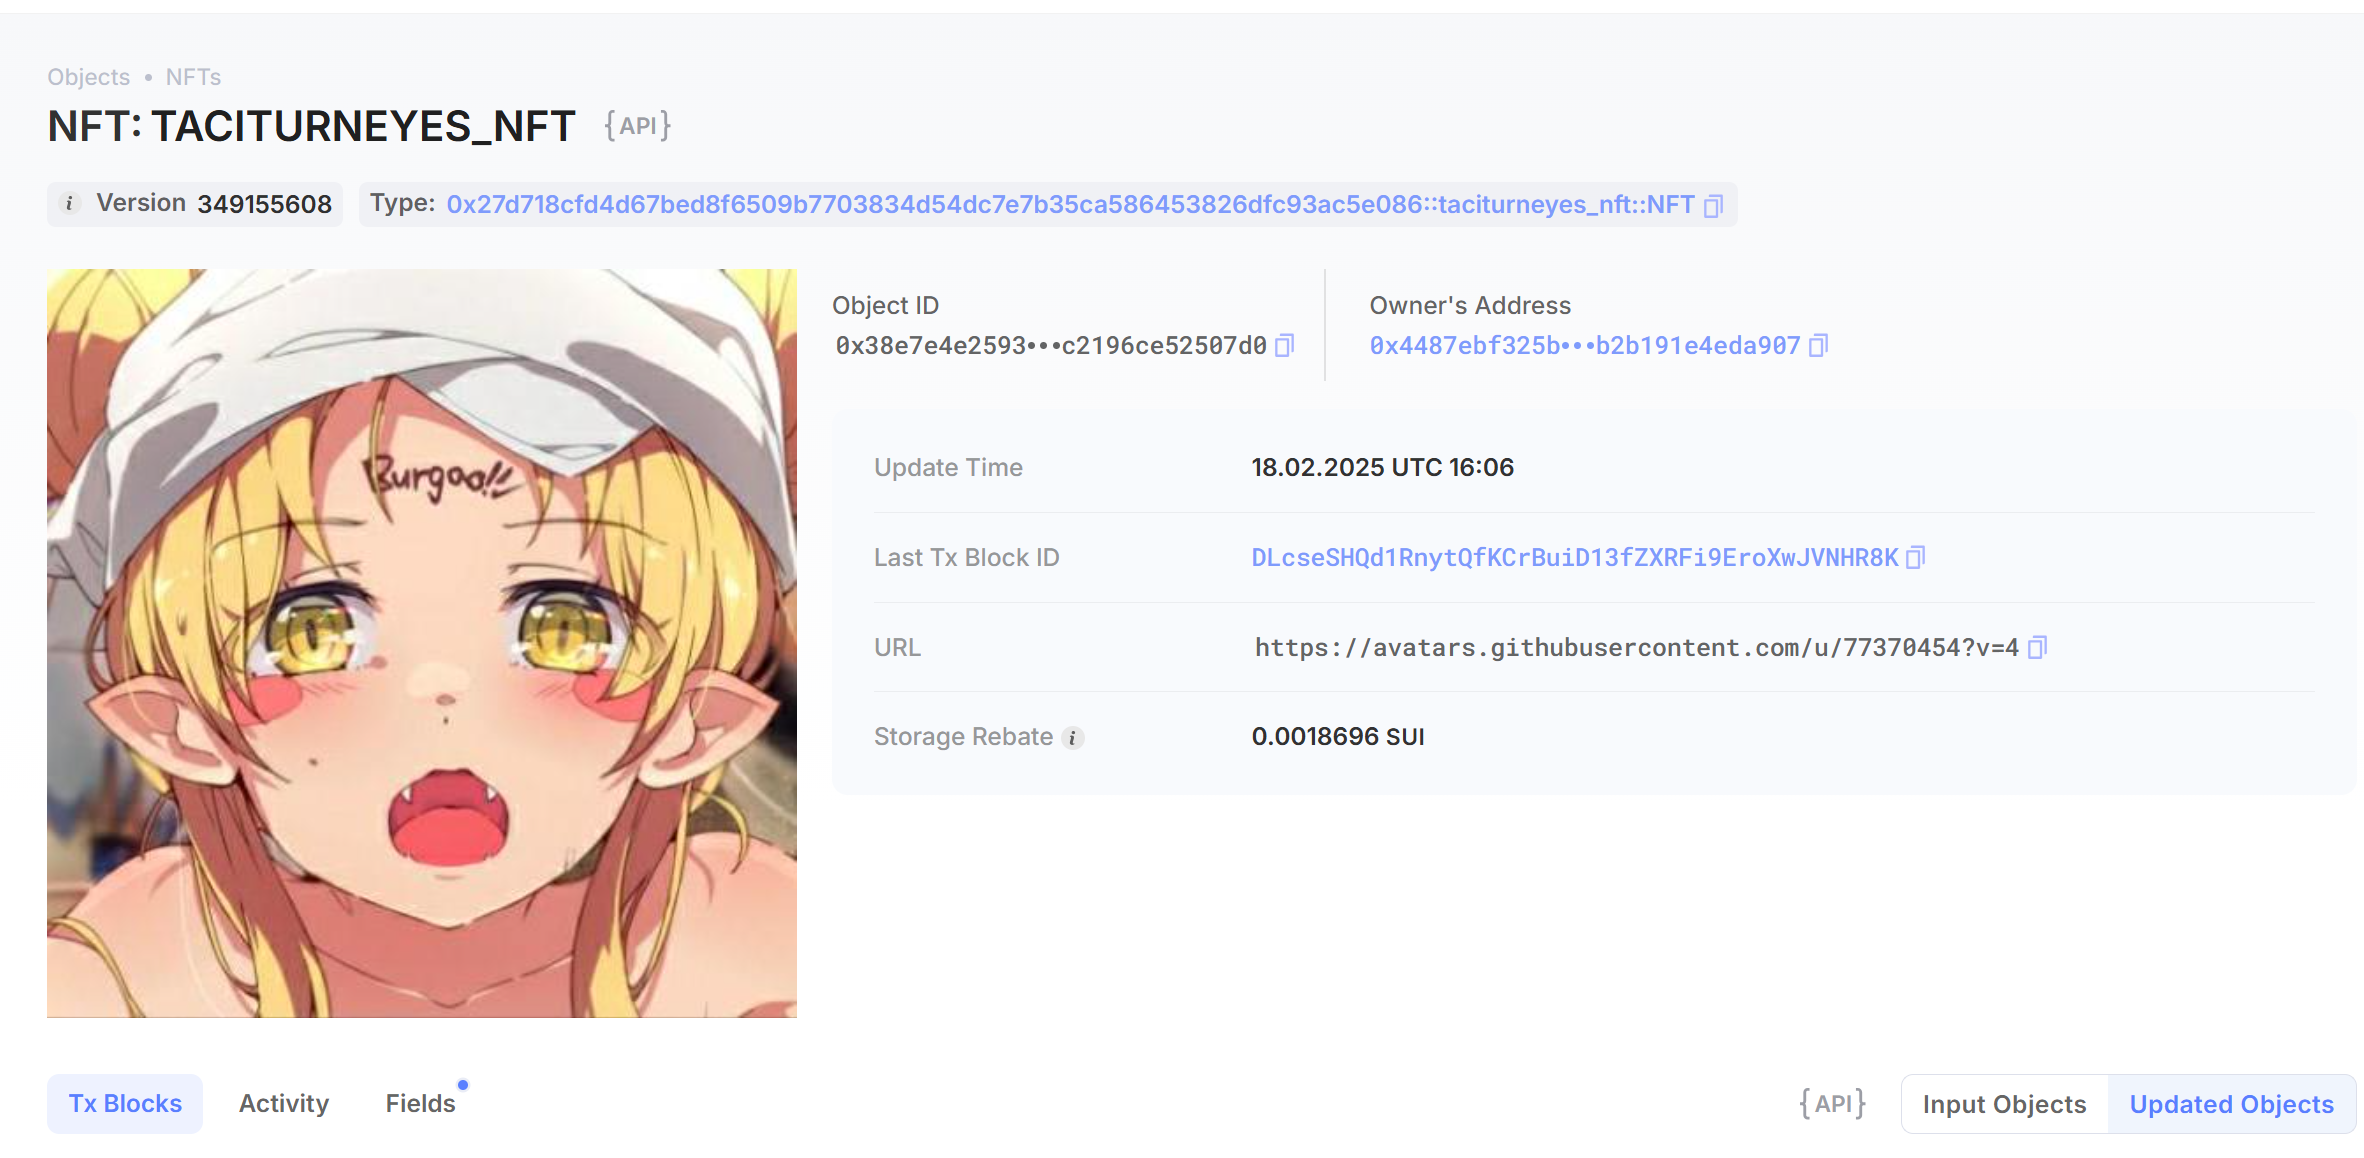 Objects • NFTs
NFT: TACITURNEYES_NFT {API}
i Version 349155608 Type: 0x27d718cfd4d67bed8f6509b7703834d54dc7e7b35ca586453826dfc93ac5e086::taciturneyes_nft::NFT
Burgoo!!
Object ID
0x38e7e4e2593•••c2196ce52507d0
Owner's Address
0x4487ebf325b•••b2b191e4eda907
Update Time 18.02.2025 UTC 16:06
Last Tx Block ID DLcseSHQd1RnytQfKCrBuiD13fZXRFi9EroXwJVNHR8K
URL https://avatars.githubusercontent.com/u/77370454?v=4
Storage Rebate i 0.0018696 SUI
Tx Blocks Activity Fields {API} Input Objects Updated Objects